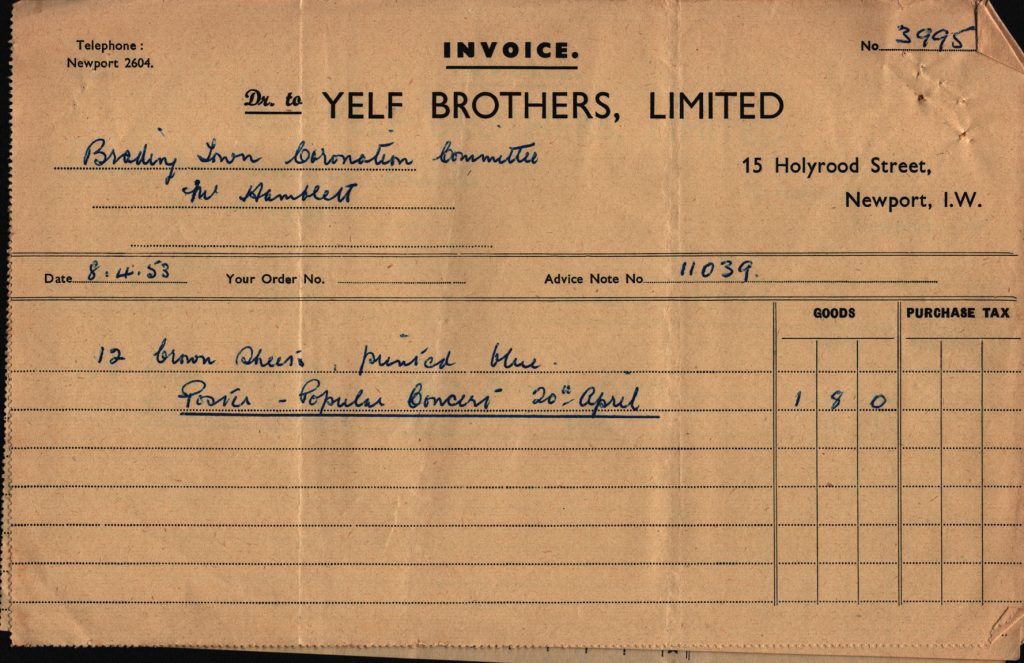 Telephone :
Newport 2604.
INVOICE.
No. 3995
Dr. to YELF BROTHERS, LIMITED
Brading Town Coronation Committee
Mr Hamblett
15 Holyrood Street,
Newport, I.W.
Date 8.4.53 Your Order No. Advice Note No 11039.
GOODS PURCHASE TAX
12 Crown Sheets, printed blue.
Poster - Popular Concert 20th April 1 8 0